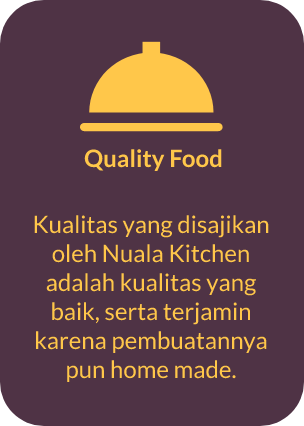 Quality Food
Kualitas yang disajikan
oleh Nuala Kitchen
adalah kualitas yang
baik, serta terjamin
karena pembuatannya
pun home made.